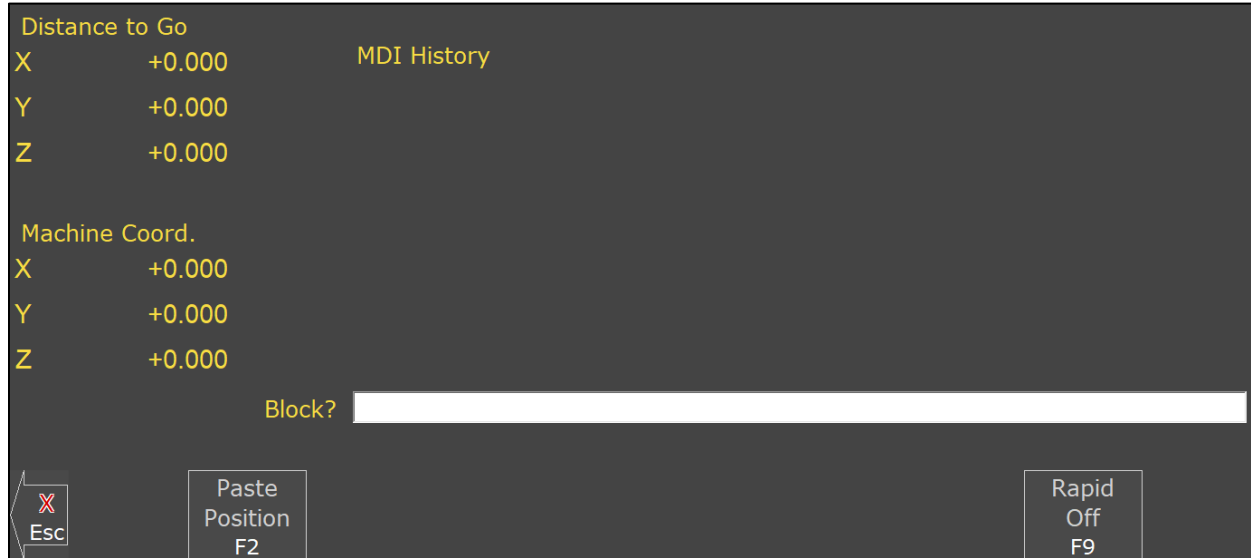 Distance to Go
X +0.000
Y +0.000
Z +0.000
MDI History
Machine Coord.
X +0.000
Y +0.000
Z +0.000
Block?
X
Esc
Paste
Position
F2
Rapid
Off
F9